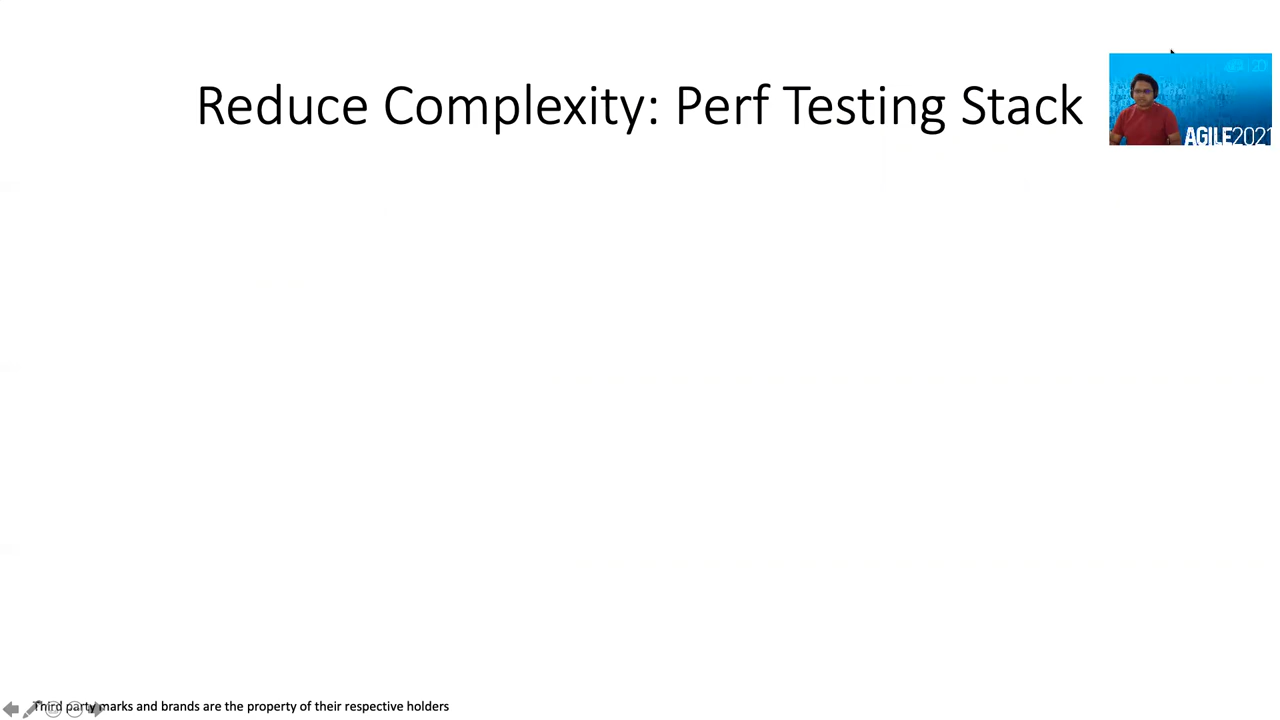 Reduce Complexity: Perf Testing Stack
AGILE2021
Third party marks and brands are the property of their respective holders